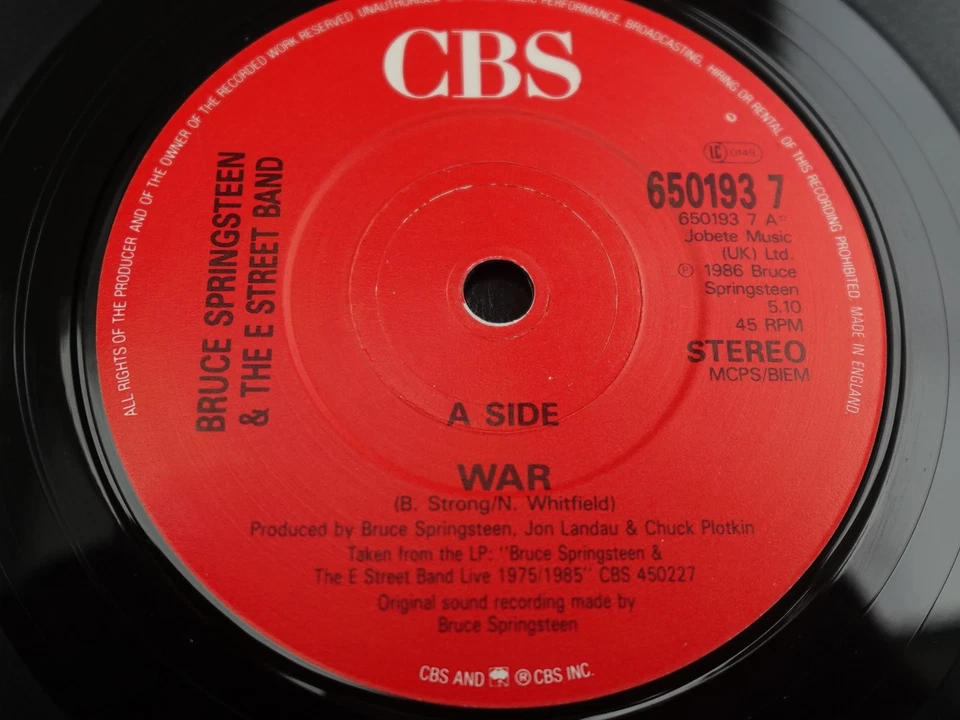 ALL RIGHTS OF THE PRODUCER AND OF THE OWNER OF THE RECORDED WORK RESERVED UNAUTHORISED PERFORMANCE, BROADCASTING, HIRING OR RENTAL OF THIS RECORDING PROHIBITED. MADE IN ENGLAND.
CBS
LC 0149
BRUCE SPRINGSTEEN
& THE E STREET BAND
650193 7
650193 7 A=
Jobete Music
(UK) Ltd.
℗ 1986 Bruce
Springsteen
5.10
45 RPM
STEREO
MCPS/BIEM
A SIDE
WAR
(B. Strong/N. Whitfield)
Produced by Bruce Springsteen, Jon Landau & Chuck Plotkin
Taken from the LP: "Bruce Springsteen &
The E Street Band Live 1975/1985" CBS 450227
Original sound recording made by
Bruce Springsteen
CBS AND ® CBS INC.